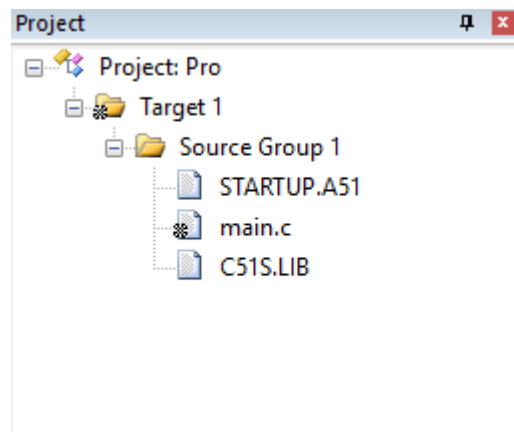 Project
Project: Pro
Target 1
Source Group 1
STARTUP.A51
main.c
C51S.LIB